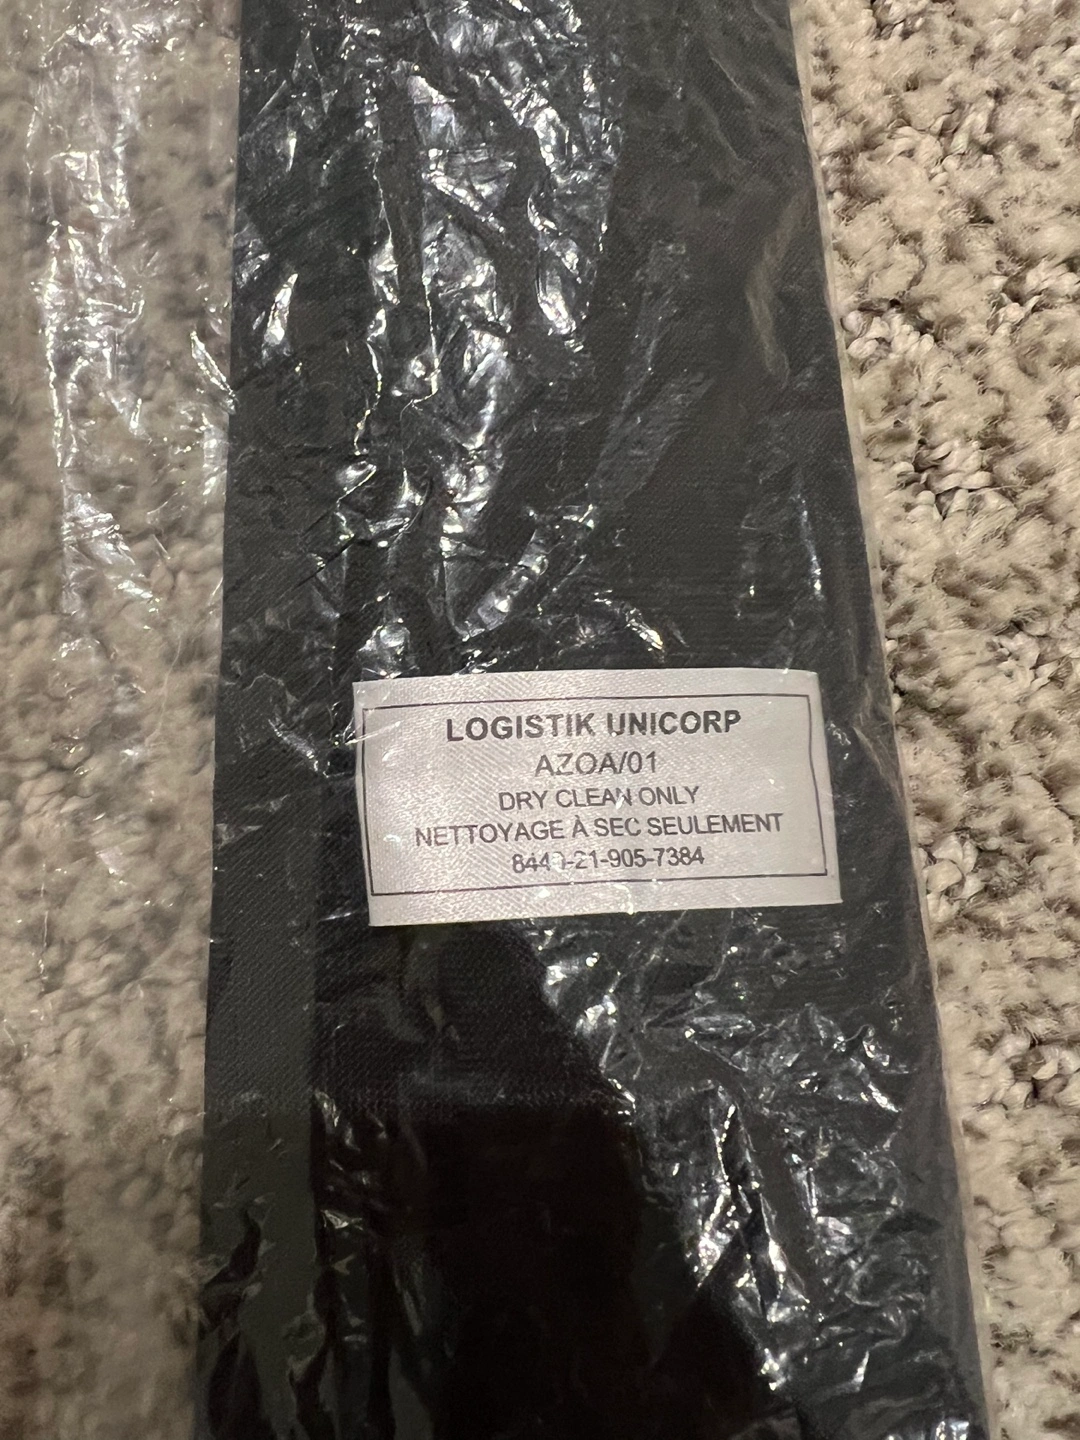 LOGISTIK UNICORP
AZOA/01
DRY CLEAN ONLY
NETTOYAGE À SEC SEULEMENT